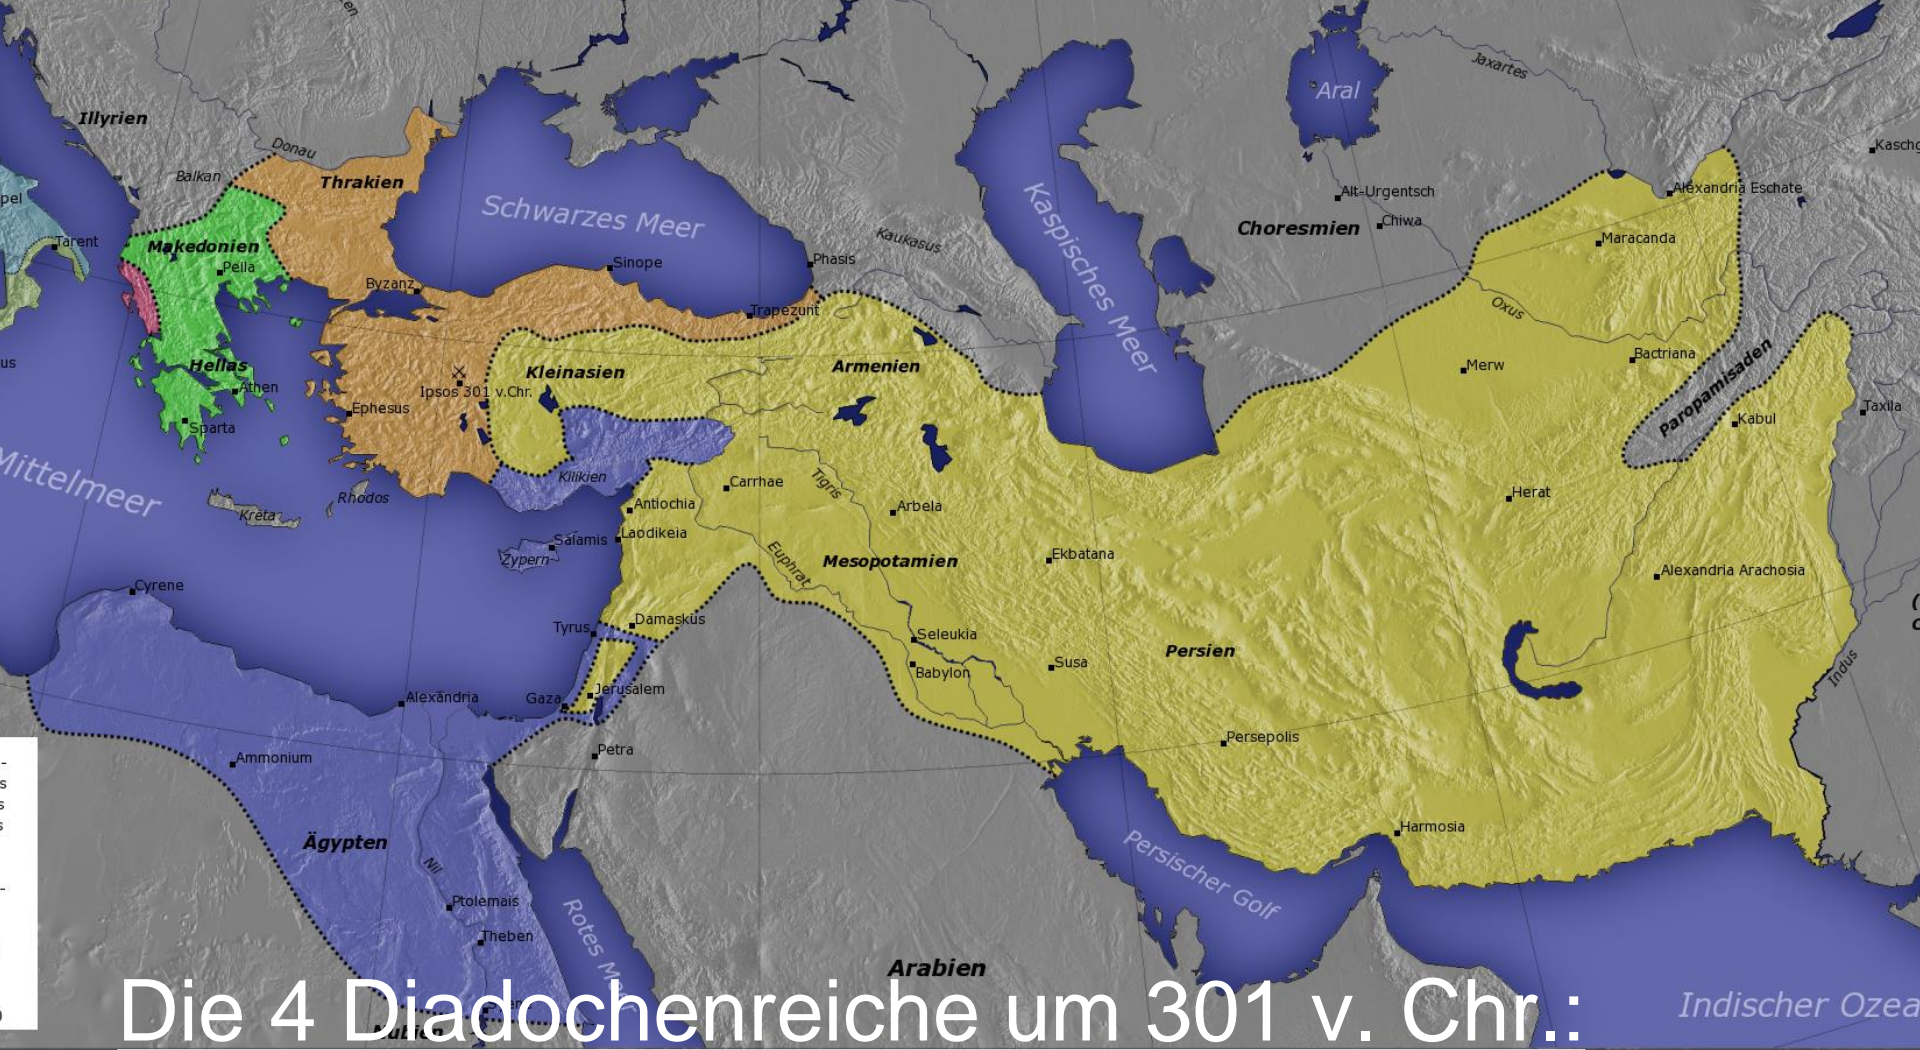 Illyrien
Donau
Balkan
Thrakien
Makedonien
Pella
Tarent
Byzanz
Schwarzes Meer
Sinope
Phasis
Trapezunt
Kaukasus
Kaspisches Meer
Aral
Jaxartes
Alt-Urgentsch
Chiwa
Choresmien
Alexandria Eschate
Maracanda
Oxus
Merw
Bactriana
Paropamisaden
Kabul
Taxila
Hellas
Athen
Sparta
Ephesus
Ipsos 301 v.Chr.
Kleinasien
Armenien
Kilikien
Rhodos
Kreta
Mittelmeer
Zypern
Salamis
Antiochia
Laodikeia
Carrhae
Tigris
Arbela
Euphrat
Mesopotamien
Ekbatana
Herat
Alexandria Arachosia
Cyrene
Tyrus
Damaskus
Seleukia
Babylon
Susa
Persien
Indus
Alexandria
Gaza
Jerusalem
Petra
Ammonium
Persepolis
Harmosia
Ägypten
Nil
Ptolemais
Theben
Rotes
Persischer Golf
Arabien
Indischer Ozea
Die 4 Diadochenreiche um 301 v. Chr.: